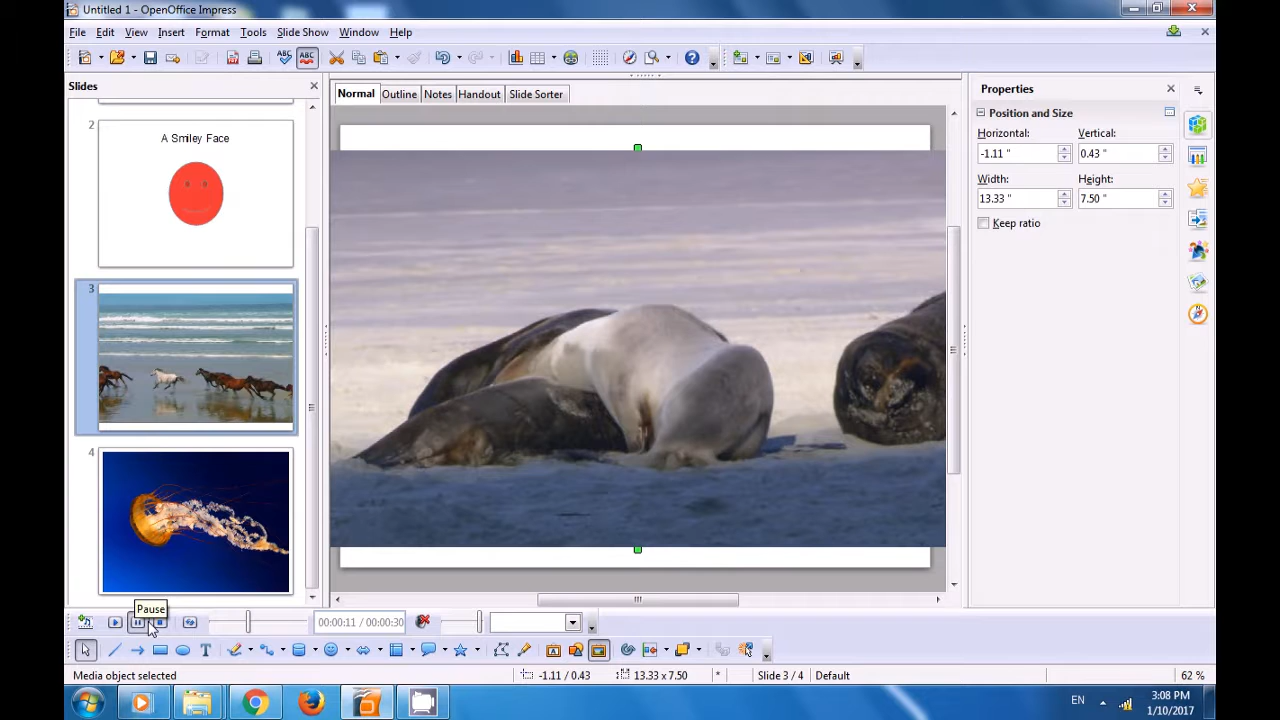 Untitled 1 - OpenOffice Impress
File Edit View Insert Format Tools Slide Show Window Help
ABC ABC
Slides
Normal Outline Notes Handout Slide Sorter
Properties
Position and Size
Horizontal: Vertical:
-1.11 " 0.43 "
Width: Height:
13.33 " 7.50 "
Keep ratio
2
A Smiley Face
3
4
Pause
00:00:11 / 00:00:30
T
Media object selected
-1.11 / 0.43
13.33 x 7.50
*
Slide 3 / 4
Default
62 %
EN
3:08 PM
1/10/2017